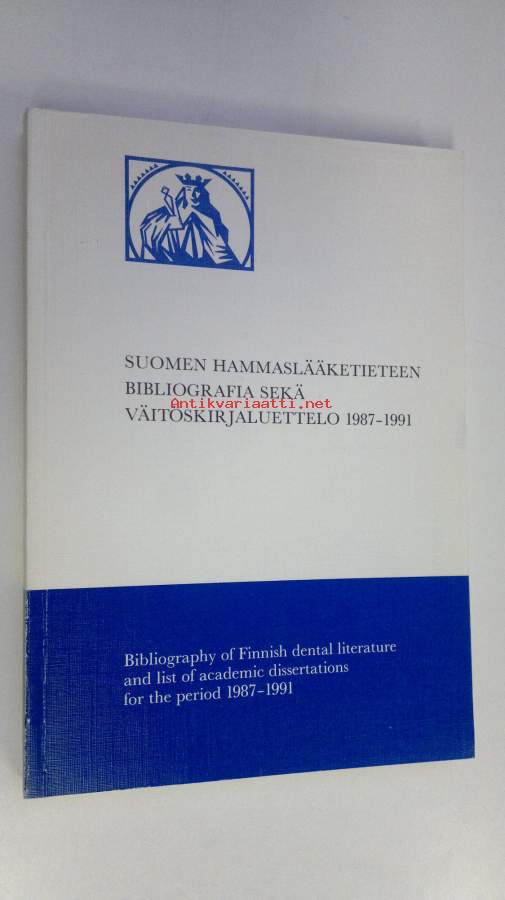 SUOMEN HAMMASLÄÄKETIETEEN
BIBLIOGRAFIA SEKÄ
Antikvariaatti.net
VÄITÖSKIRJALUETTELO 1987–1991
Bibliography of Finnish dental literature
and list of academic dissertations
for the period 1987–1991